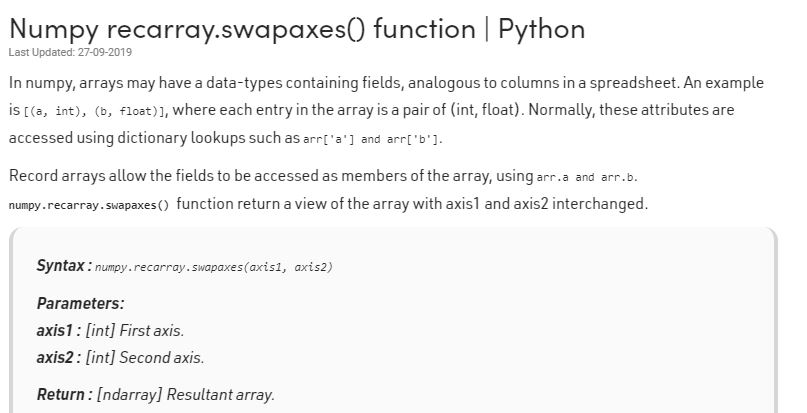 Numpy recarray.swapaxes() function | Python
Last Updated: 27-09-2019
In numpy, arrays may have a data-types containing fields, analogous to columns in a spreadsheet. An example
is [(a, int), (b, float)], where each entry in the array is a pair of (int, float). Normally, these attributes are
accessed using dictionary lookups such as arr['a'] and arr['b'].
Record arrays allow the fields to be accessed as members of the array, using arr.a and arr.b.
numpy.recarray.swapaxes() function return a view of the array with axis1 and axis2 interchanged.
Syntax : numpy.recarray.swapaxes(axis1, axis2)
Parameters:
axis1 : [int] First axis.
axis2 : [int] Second axis.
Return : [ndarray] Resultant array.